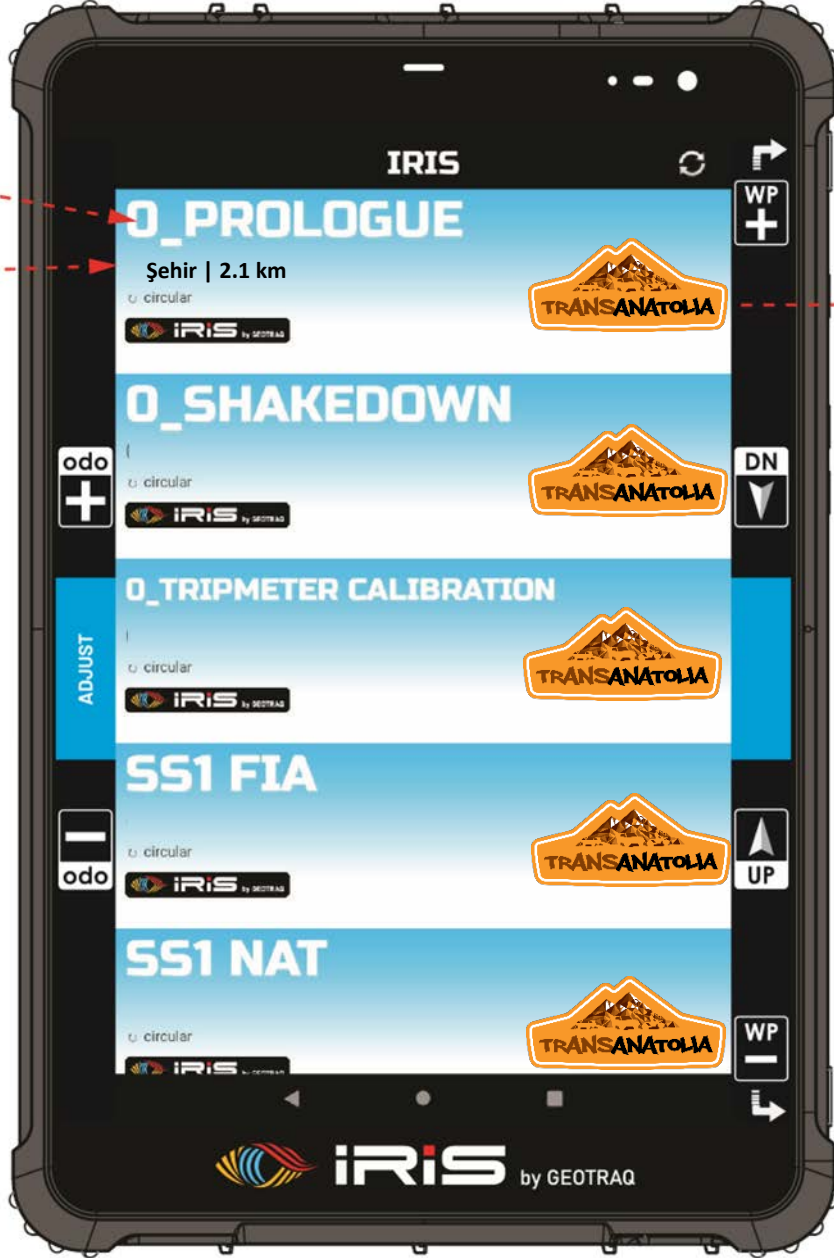 IRIS
WP
+
0_PROLOGUE
Şehir | 2.1 km
circular
iRiS by GEOTRAQ
TRANSANATOLIA
0_SHAKEDOWN
circular
iRiS by GEOTRAQ
TRANSANATOLIA
odo
+
DN
0_TRIPMETER CALIBRATION
circular
iRiS by GEOTRAQ
TRANSANATOLIA
ADJUST
SS1 FIA
circular
iRiS by GEOTRAQ
TRANSANATOLIA
−
odo
UP
SS1 NAT
circular
iRiS
TRANSANATOLIA
WP
−
iRiS by GEOTRAQ